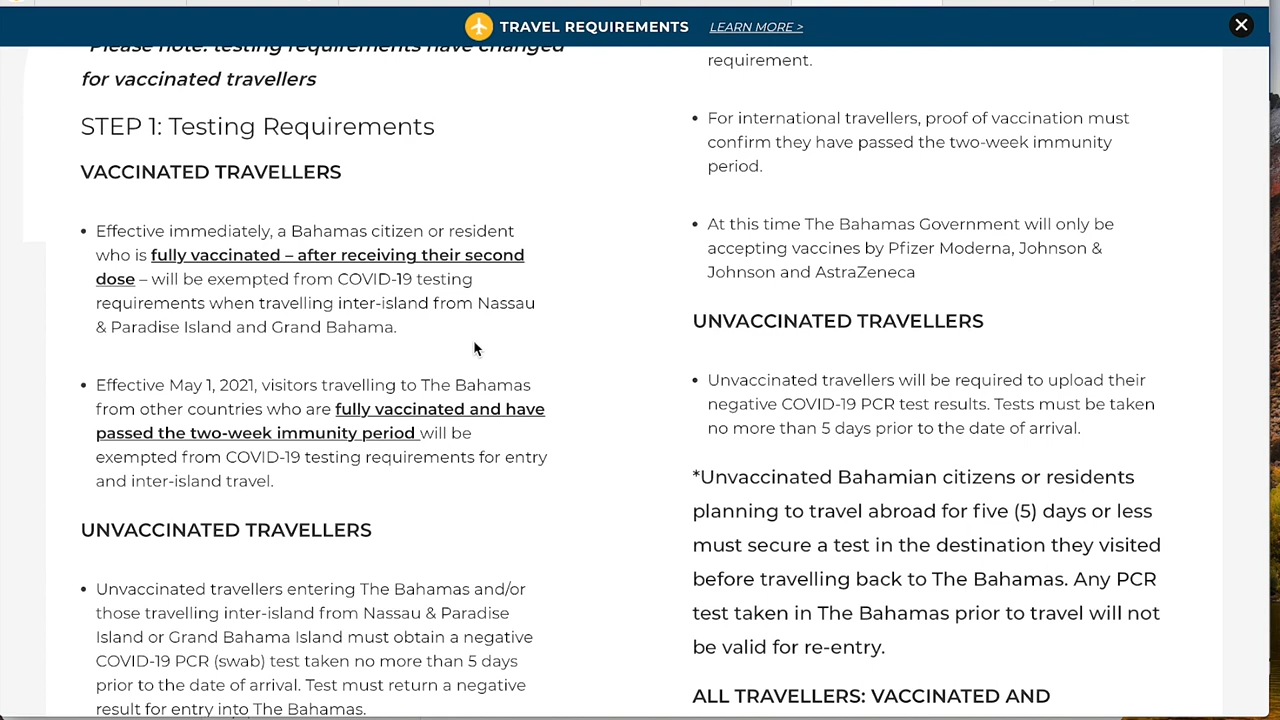 TRAVEL REQUIREMENTS LEARN MORE >
*Please note: testing requirements have changed
for vaccinated travellers
STEP 1: Testing Requirements
VACCINATED TRAVELLERS
• Effective immediately, a Bahamas citizen or resident
who is fully vaccinated – after receiving their second
dose – will be exempted from COVID-19 testing
requirements when travelling inter-island from Nassau
& Paradise Island and Grand Bahama.
• Effective May 1, 2021, visitors travelling to The Bahamas
from other countries who are fully vaccinated and have
passed the two-week immunity period will be
exempted from COVID-19 testing requirements for entry
and inter-island travel.
UNVACCINATED TRAVELLERS
• Unvaccinated travellers entering The Bahamas and/or
those travelling inter-island from Nassau & Paradise
Island or Grand Bahama Island must obtain a negative
COVID-19 PCR (swab) test taken no more than 5 days
prior to the date of arrival. Test must return a negative
result for entry into The Bahamas.
requirement.
• For international travellers, proof of vaccination must
confirm they have passed the two-week immunity
period.
• At this time The Bahamas Government will only be
accepting vaccines by Pfizer Moderna, Johnson &
Johnson and AstraZeneca
UNVACCINATED TRAVELLERS
• Unvaccinated travellers will be required to upload their
negative COVID-19 PCR test results. Tests must be taken
no more than 5 days prior to the date of arrival.
*Unvaccinated Bahamian citizens or residents
planning to travel abroad for five (5) days or less
must secure a test in the destination they visited
before travelling back to The Bahamas. Any PCR
test taken in The Bahamas prior to travel will not
be valid for re-entry.
ALL TRAVELLERS: VACCINATED AND